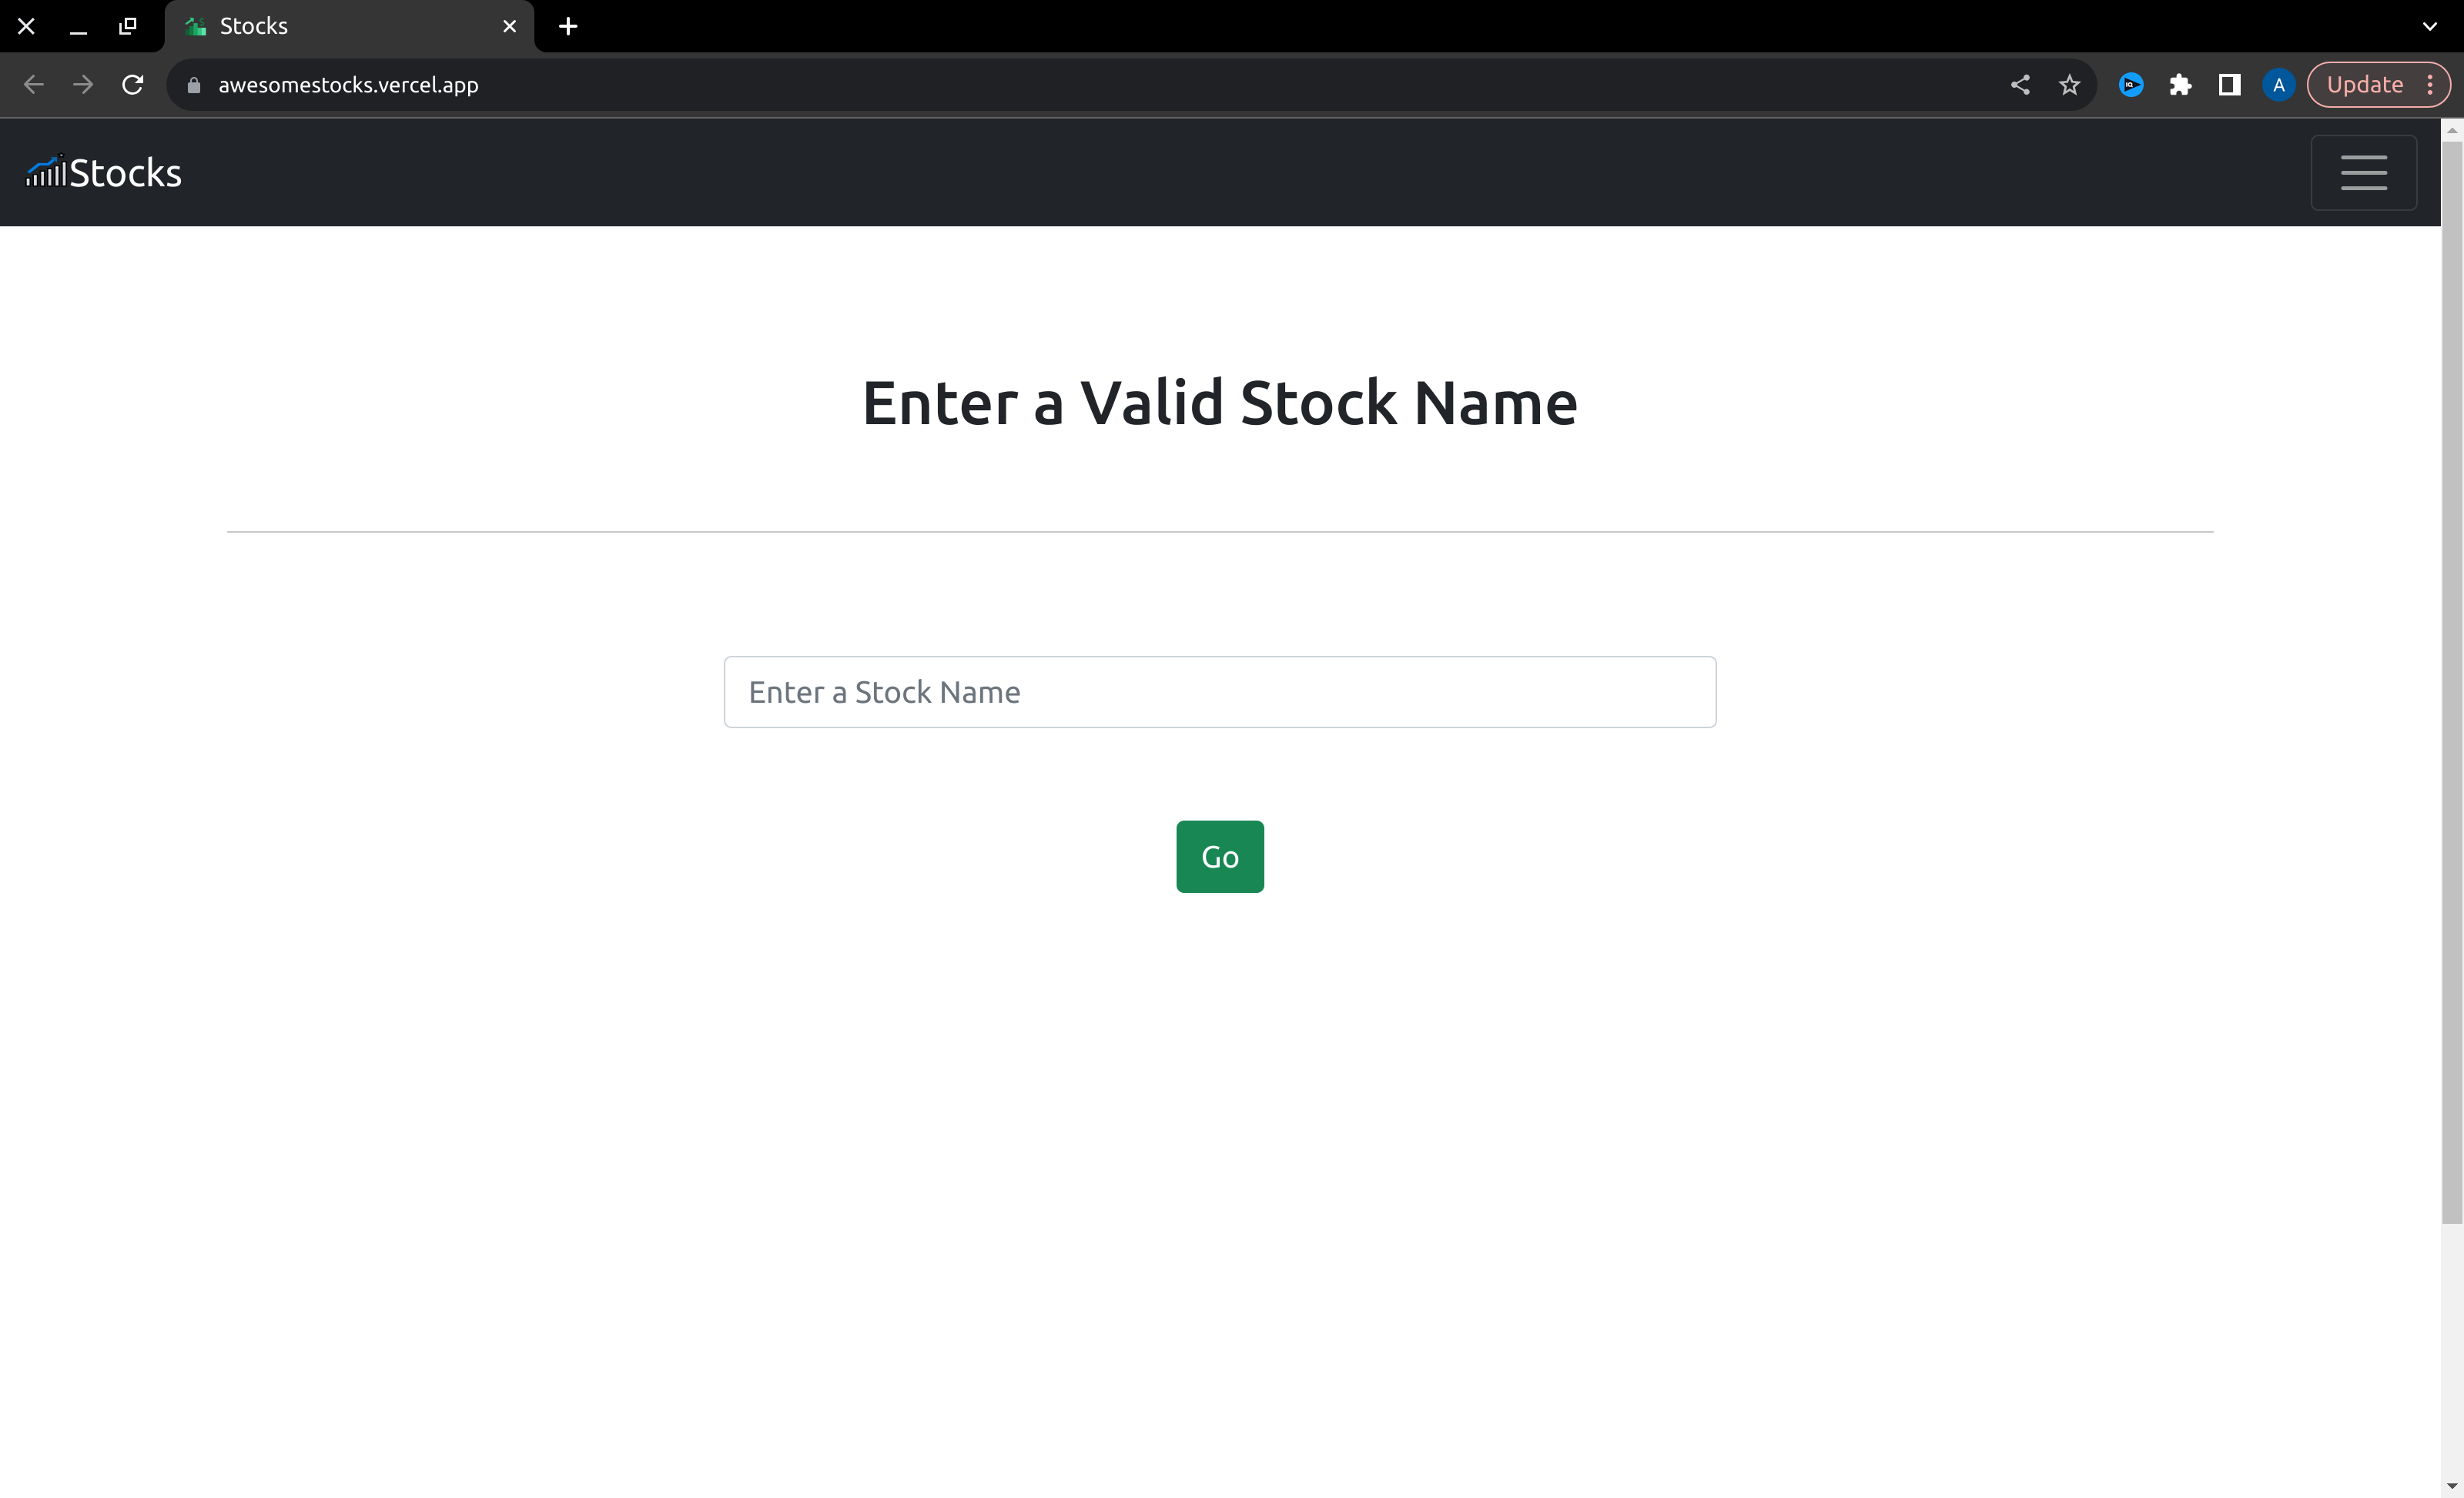 Stocks
awesomestocks.vercel.app
A
Update
Stocks
Enter a Valid Stock Name
Enter a Stock Name
Go